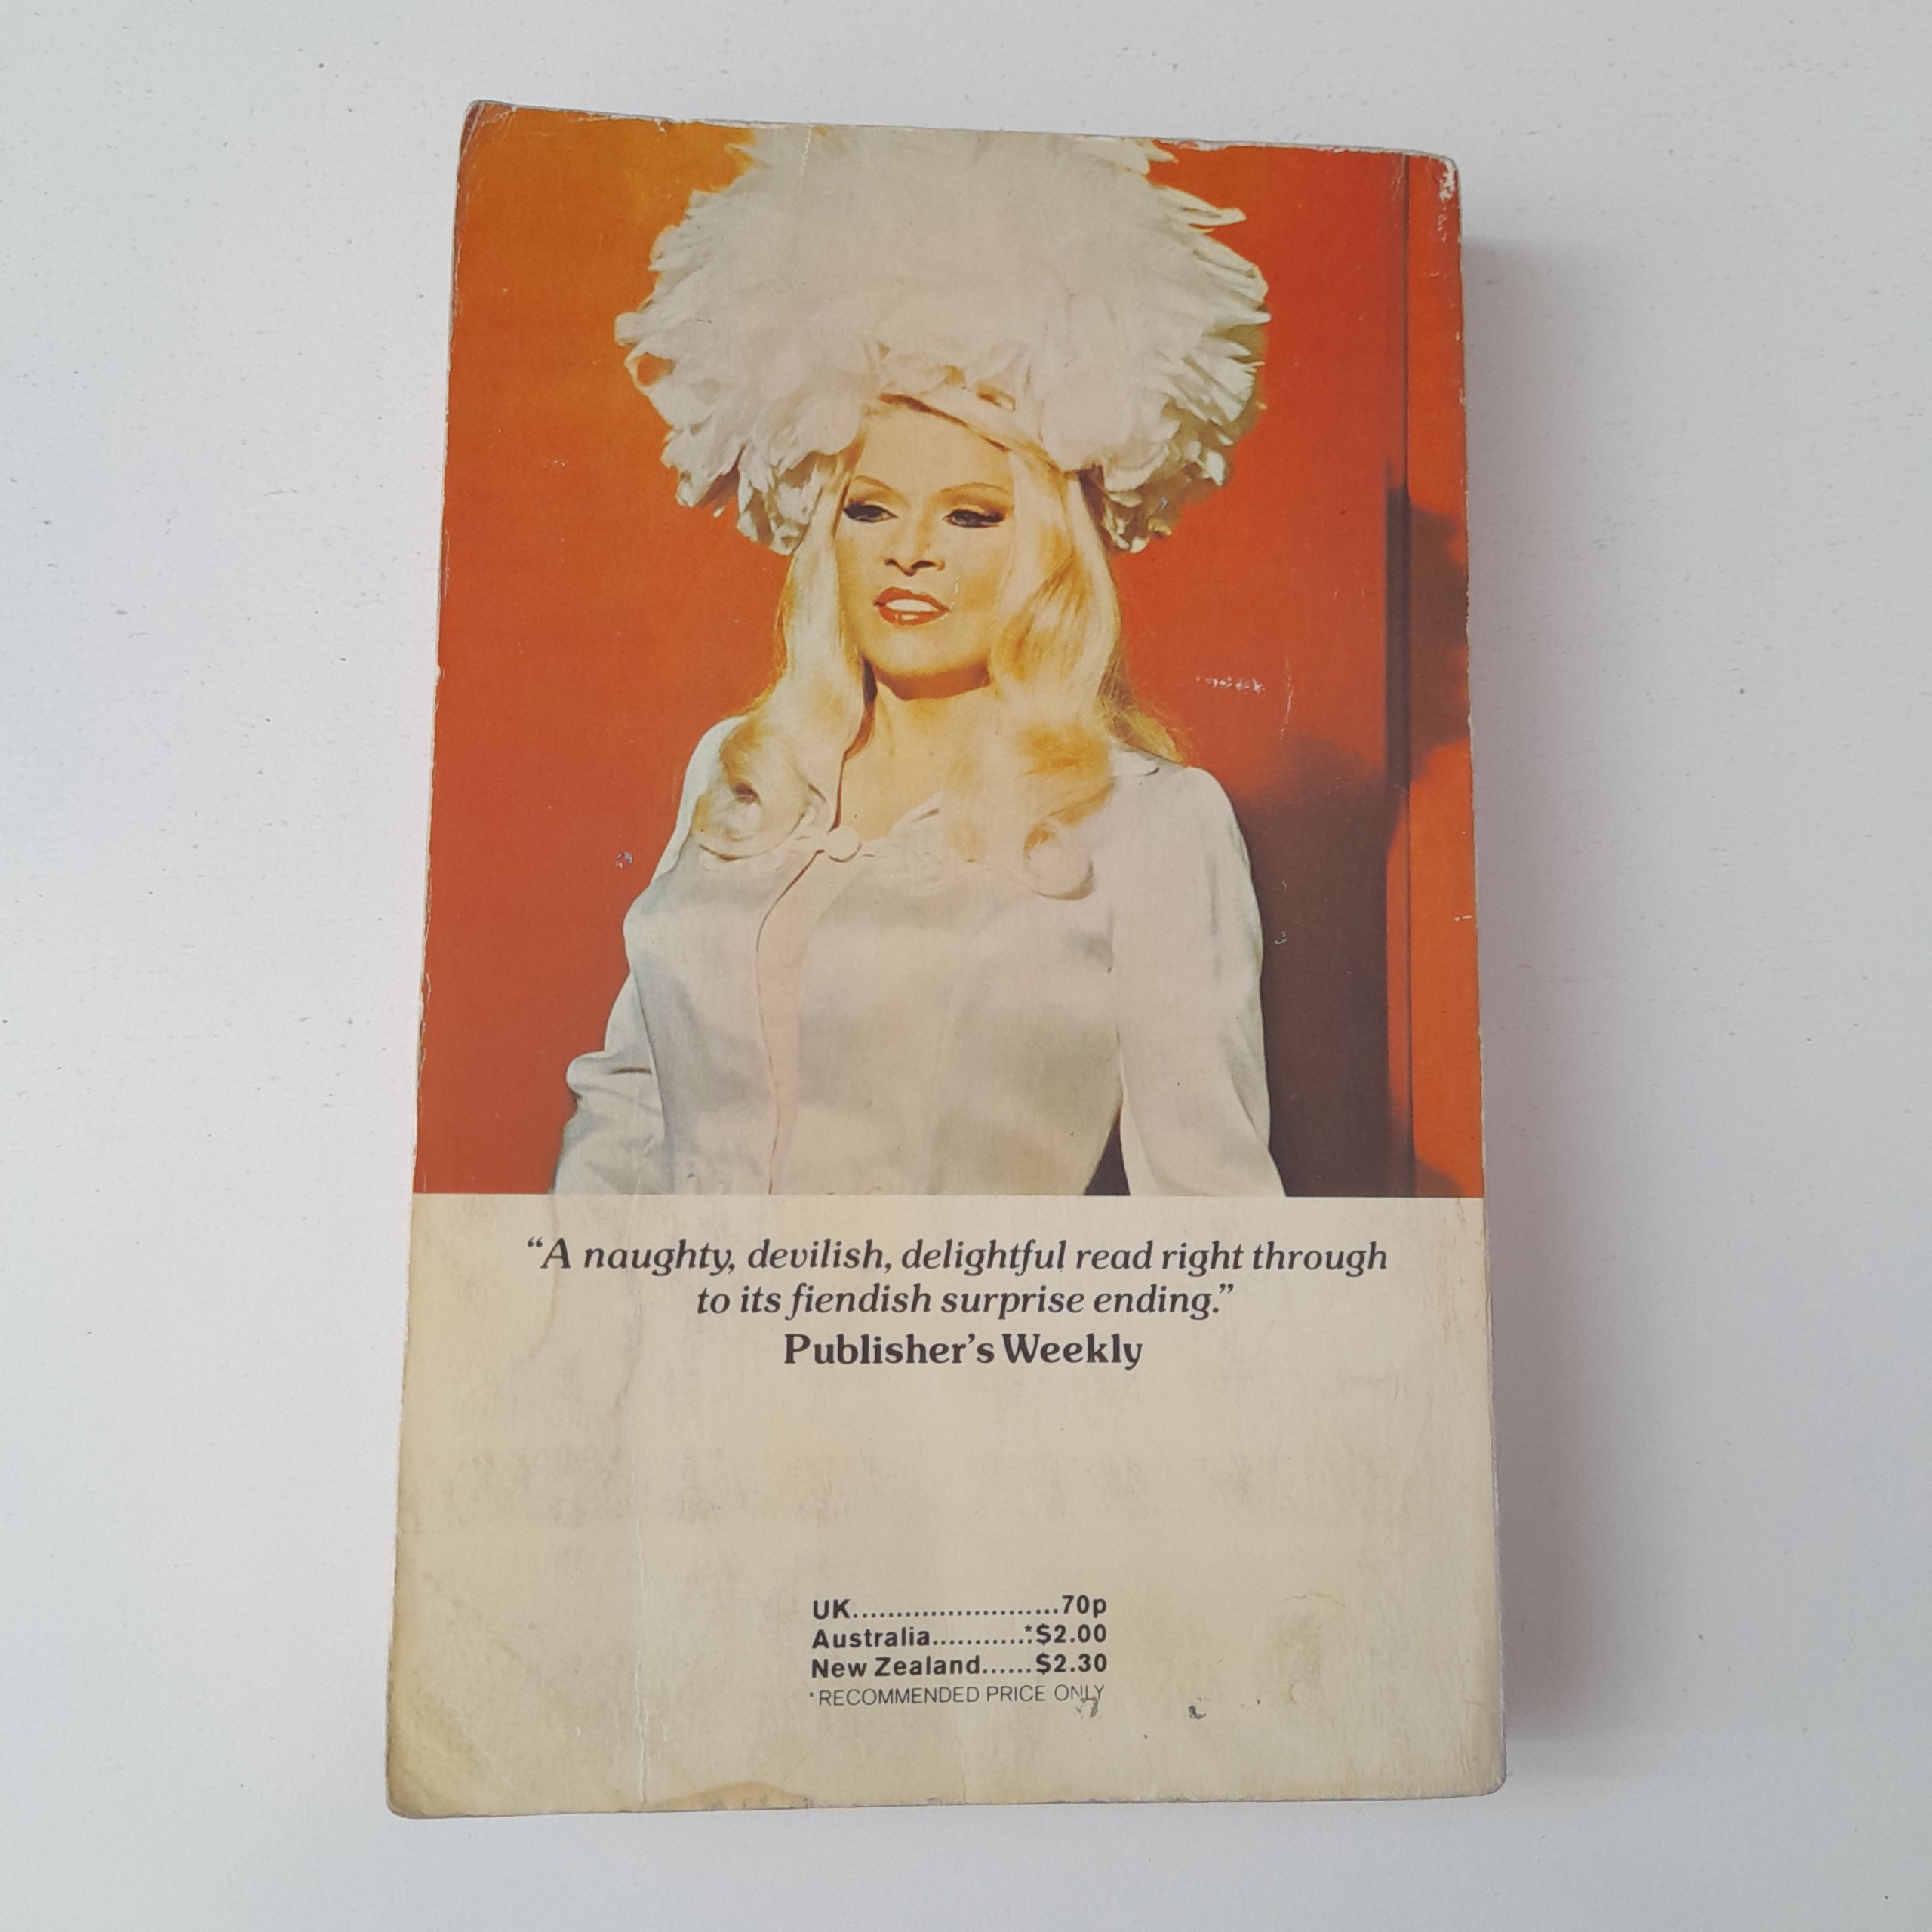 “A naughty, devilish, delightful read right through
to its fiendish surprise ending.”
Publisher’s Weekly
UK........................70p
Australia...........*$2.00
New Zealand......$2.30
*RECOMMENDED PRICE ONLY